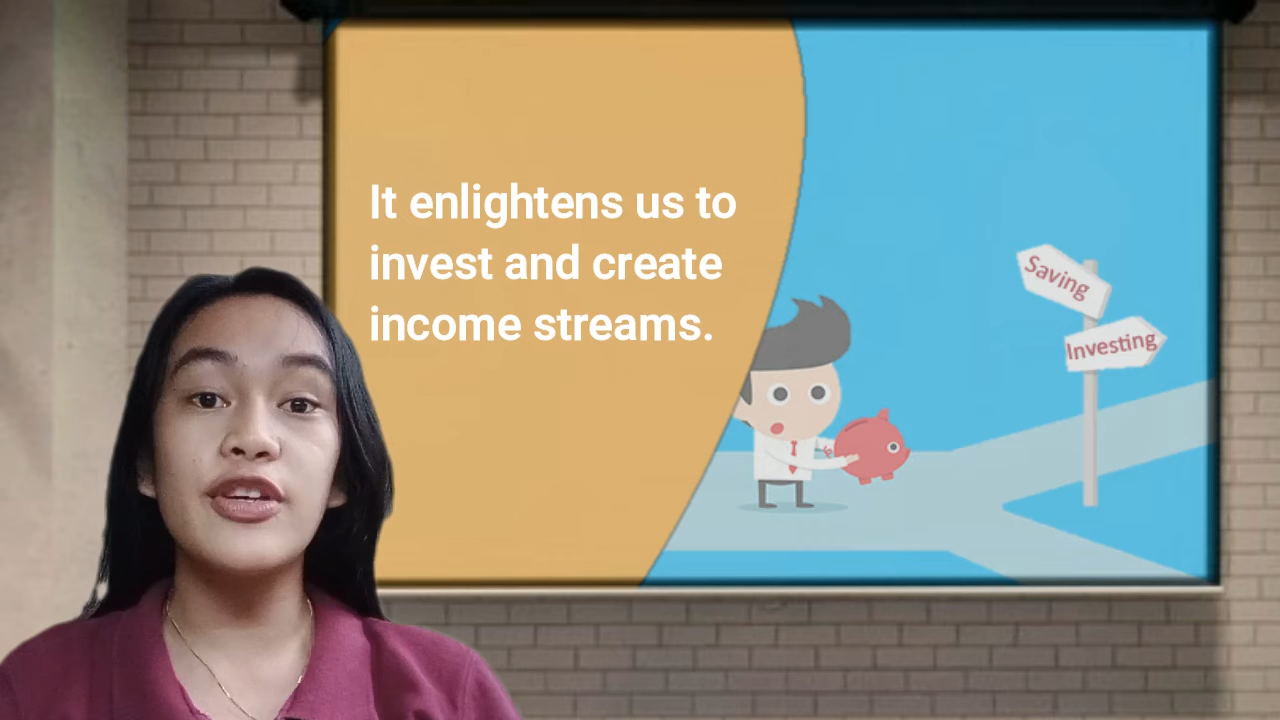 It enlightens us to
invest and create
income streams.
Saving
Investing